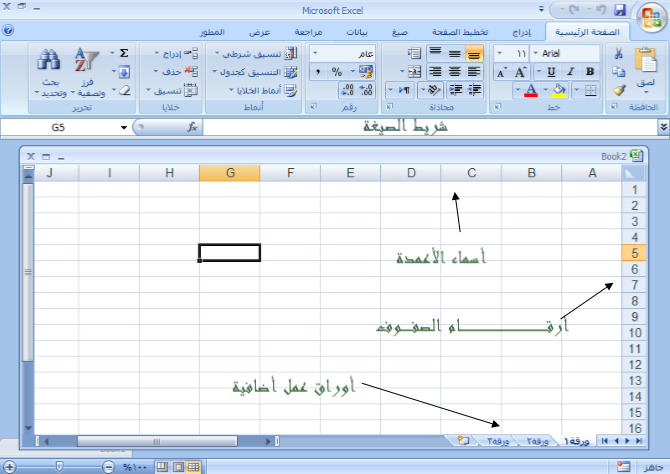 Microsoft Excel
الصفحة الرئيسية إدراج تخطيط الصفحة صيغ بيانات مراجعة عرض المطور
لصق
Arial ١١
عام
تنسيق شرطي
التنسيق كجدول
أنماط الخلايا
إدراج
حذف
تنسيق
فرز وتصفية
بحث وتحديد
الحافظة خط محاذاة رقم أنماط خلايا تحرير
G5 fx شريط الصيغة
Book2
A B C D E F G H I J
1
2
3
4
5
6
7
8
9
10
11
12
13
14
15
16
أسماء الأعمدة
أرقــــــــام الصفــوف
أوراق عمل أضافية
ورقة١ ورقة٢ ورقة٣
جاهز
١٠٠%